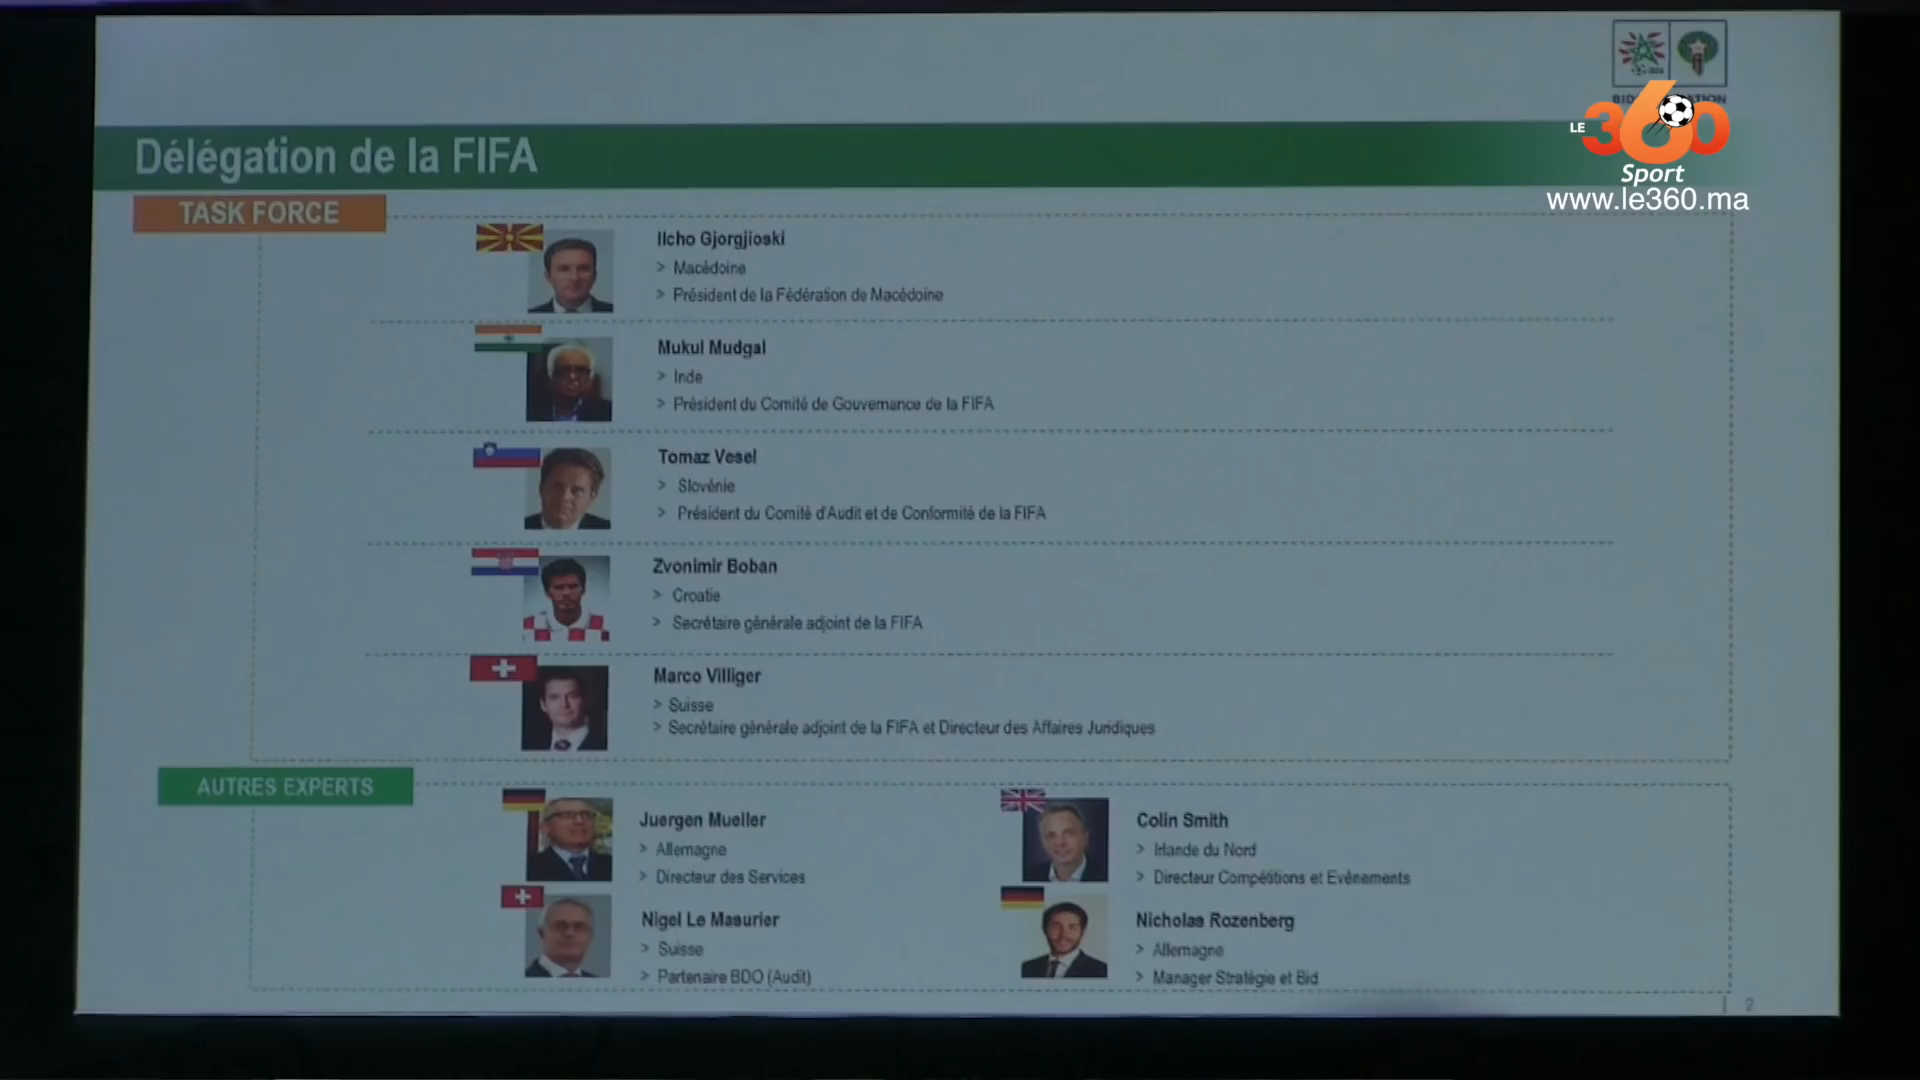 Délégation de la FIFA
LE 360
Sport
www.le360.ma
TASK FORCE
Ilcho Gjorgjioski
> Macédoine
> Président de la Fédération de Macédoine
Mukul Mudgal
> Inde
> Président du Comité de Gouvernance de la FIFA
Tomaz Vesel
> Slovénie
> Président du Comité d'Audit et de Conformité de la FIFA
Zvonimir Boban
> Croatie
> Secrétaire générale adjoint de la FIFA
Marco Villiger
> Suisse
> Secrétaire générale adjoint de la FIFA et Directeur des Affaires Juridiques
AUTRES EXPERTS
Juergen Mueller
> Allemagne
> Directeur des Services
Colin Smith
> Irlande du Nord
> Directeur Compétitions et Evènements
Nigel Le Masurier
> Suisse
> Partenaire BDO (Audit)
Nicholas Rozenberg
> Allemagne
> Manager Stratégie et Bid
2